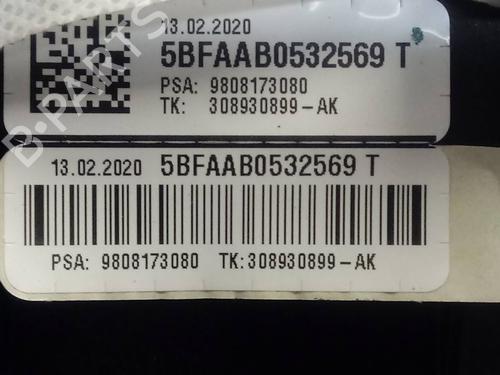 13.02.2020
5BFAAB0532569 T
PSA: 9808173080
TK: 308930899-AK
B-PARTS
13.02.2020 5BFAAB0532569 T
PSA: 9808173080 TK:308930899-AK